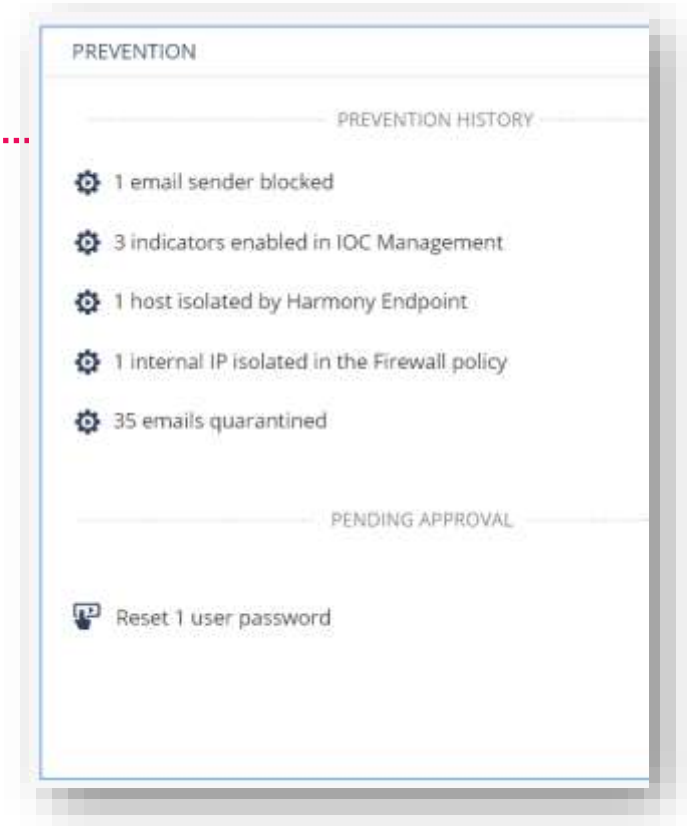 PREVENTION
PREVENTION HISTORY
1 email sender blocked
3 indicators enabled in IOC Management
1 host isolated by Harmony Endpoint
1 internal IP isolated in the Firewall policy
35 emails quarantined
PENDING APPROVAL
Reset 1 user password